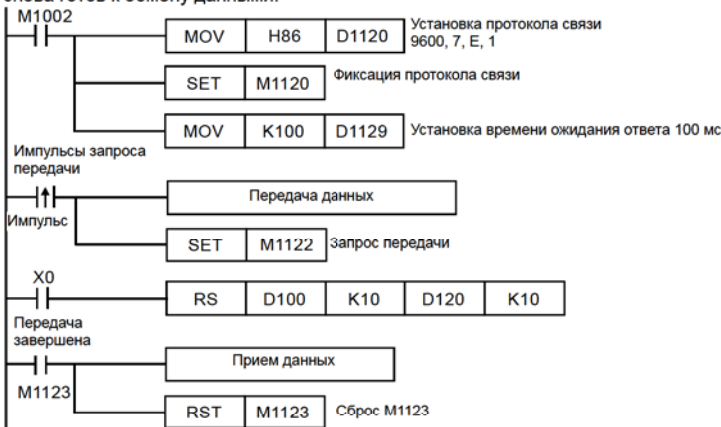 снова готов к обмену данными.
M1002
MOV H86 D1120 Установка протокола связи
9600, 7, E, 1
SET M1120 Фиксация протокола связи
MOV K100 D1129 Установка времени ожидания ответа 100 мс
Импульсы запроса
передачи
Передача данных
Импульс
SET M1122 Запрос передачи
X0
RS D100 K10 D120 K10
Передача
завершена
Прием данных
M1123
RST M1123 Сброс M1123